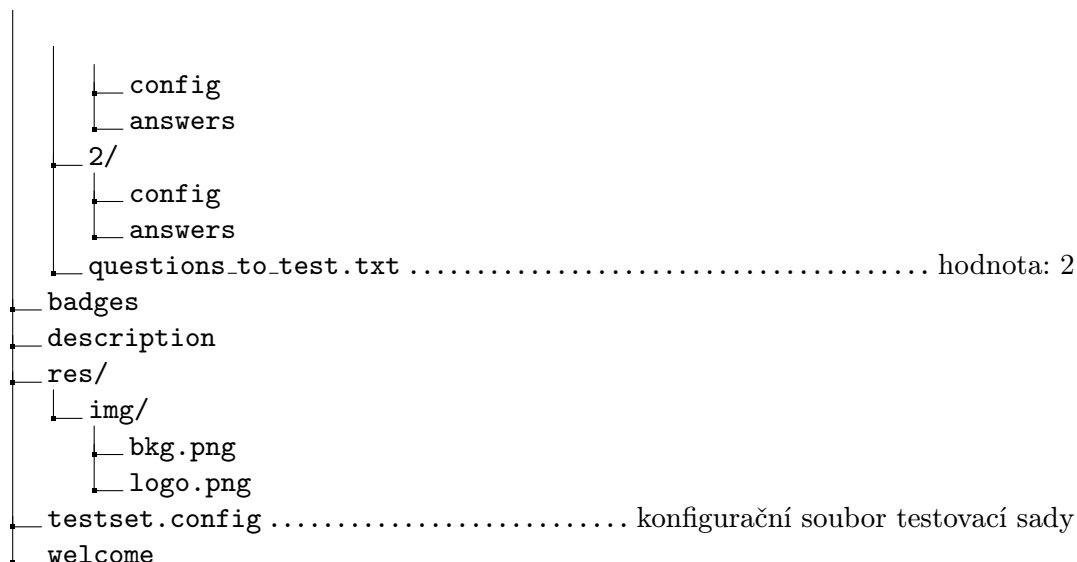 config
answers
2/
config
answers
questions_to_test.txt ....................................... hodnota: 2
badges
description
res/
img/
bkg.png
logo.png
testset.config ........................... konfigurační soubor testovací sady
welcome